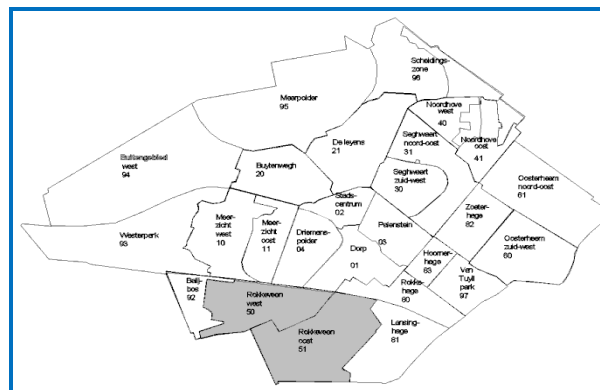 Scheidings-
zone
98
Meerpolder
95
Noordhove
west
40
Noordhove
oost
41
De leyens
21
Seghwaert
noord-oost
31
Buitengebied
west
94
Buytenwegh
20
Seghwaert
zuid-west
30
Oosterheem
noord-oost
61
Stads-
centrum
02
Zoeter-
hage
82
Westerpark
93
Meer-
zicht
west
10
Meer-
zicht
oost
11
Driemans-
polder
04
Palenstein
03
Oosterheem
zuid-west
60
Dorp
01
Hoorner-
hage
83
Van
Tuyll
park
97
Rokke-
hage
80
Balij-
bos
92
Rokkeveen
west
50
Rokkeveen
oost
51
Lansing-
hage
81